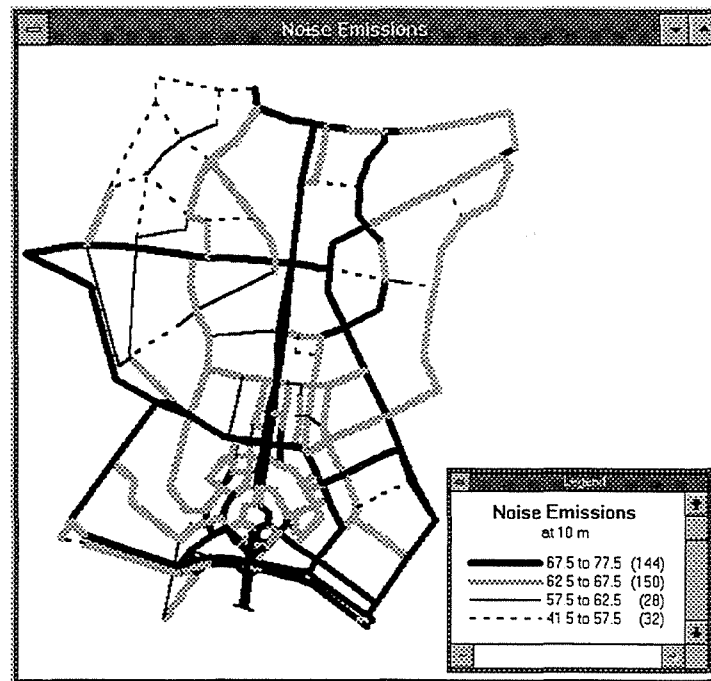 Noise Emissions
Legend
Noise Emissions
at 10 m
67.5 to 77.5 (144)
62.5 to 67.5 (150)
57.5 to 62.5 (28)
41.5 to 57.5 (32)